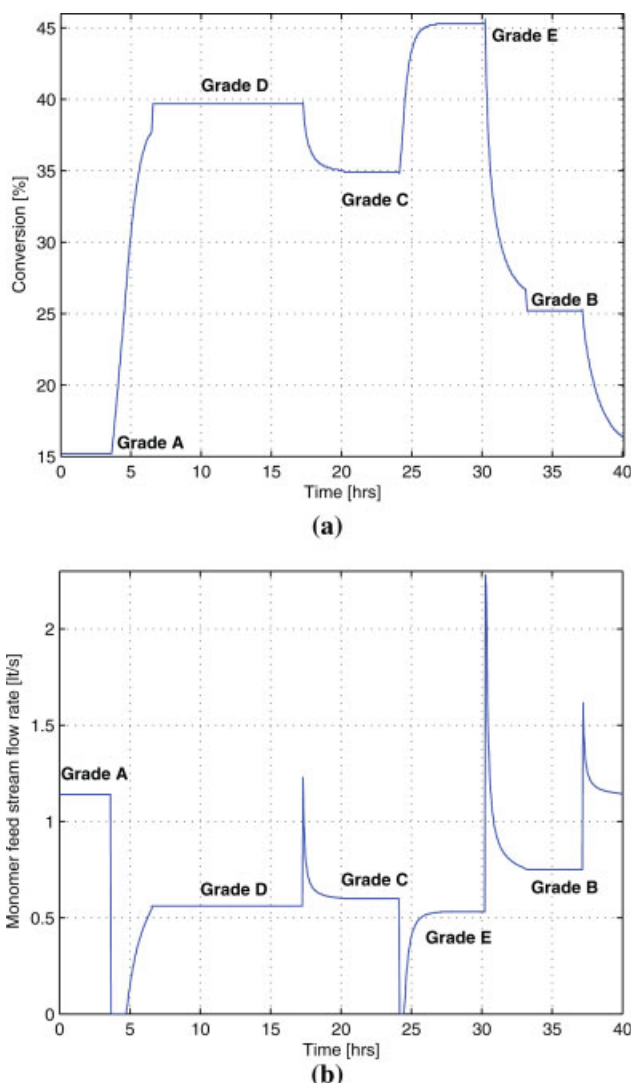 45
40
35
30
25
20
15
Conversion [%]
Grade A
Grade D
Grade C
Grade E
Grade B
0 5 10 15 20 25 30 35 40
Time [hrs]
(a)
2
1.5
1
0.5
0
Monomer feed stream flow rate [lt/s]
Grade A
Grade D
Grade C
Grade E
Grade B
0 5 10 15 20 25 30 35 40
Time [hrs]
(b)